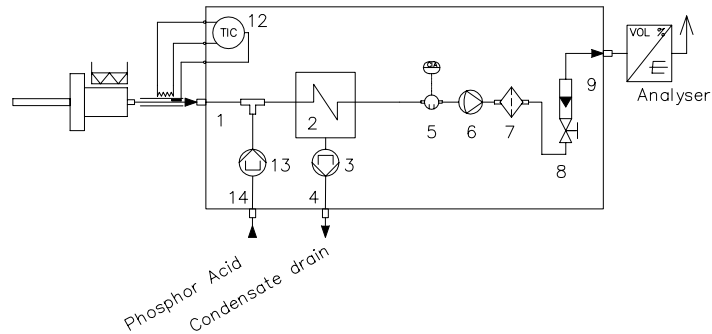 TIC
12
VOL %
Analyser
1
2
QA
5
6
7
8
9
13
3
14
4
Phosphor Acid
Condensate drain